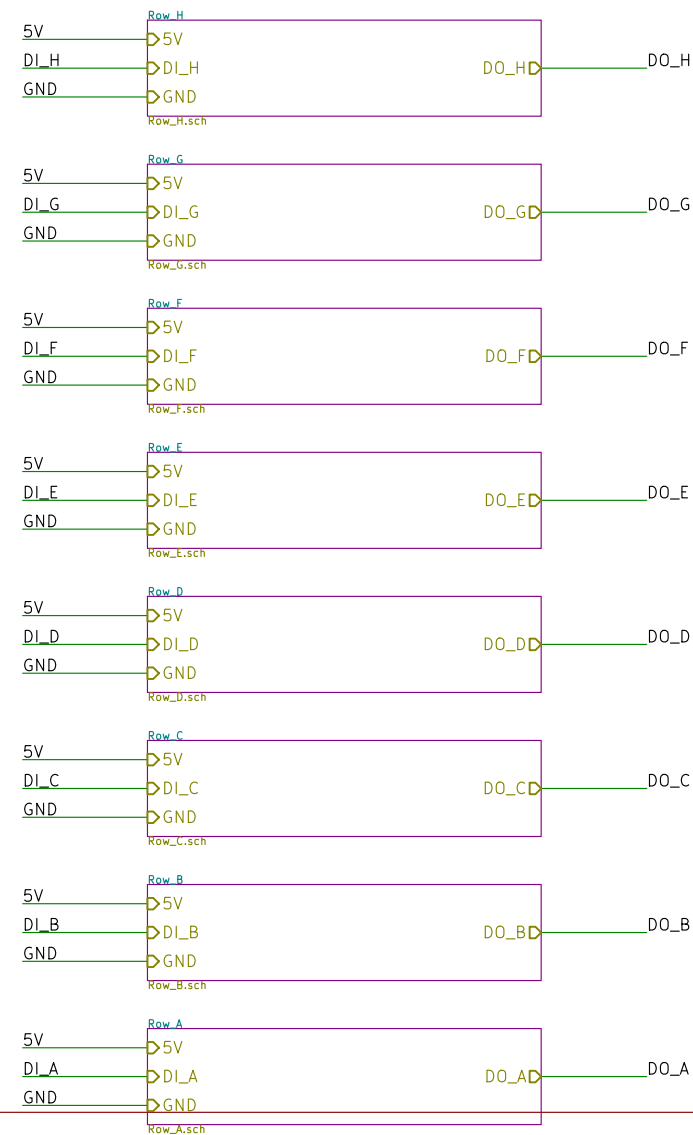 Row_H
5V 5V
DI_H DI_H DO_H DO_H
GND GND
Row_H.sch
Row_G
5V 5V
DI_G DI_G DO_G DO_G
GND GND
Row_G.sch
Row_F
5V 5V
DI_F DI_F DO_F DO_F
GND GND
Row_F.sch
Row_E
5V 5V
DI_E DI_E DO_E DO_E
GND GND
Row_E.sch
Row_D
5V 5V
DI_D DI_D DO_D DO_D
GND GND
Row_D.sch
Row_C
5V 5V
DI_C DI_C DO_C DO_C
GND GND
Row_C.sch
Row_B
5V 5V
DI_B DI_B DO_B DO_B
GND GND
Row_B.sch
Row_A
5V 5V
DI_A DI_A DO_A DO_A
GND GND
Row_A.sch